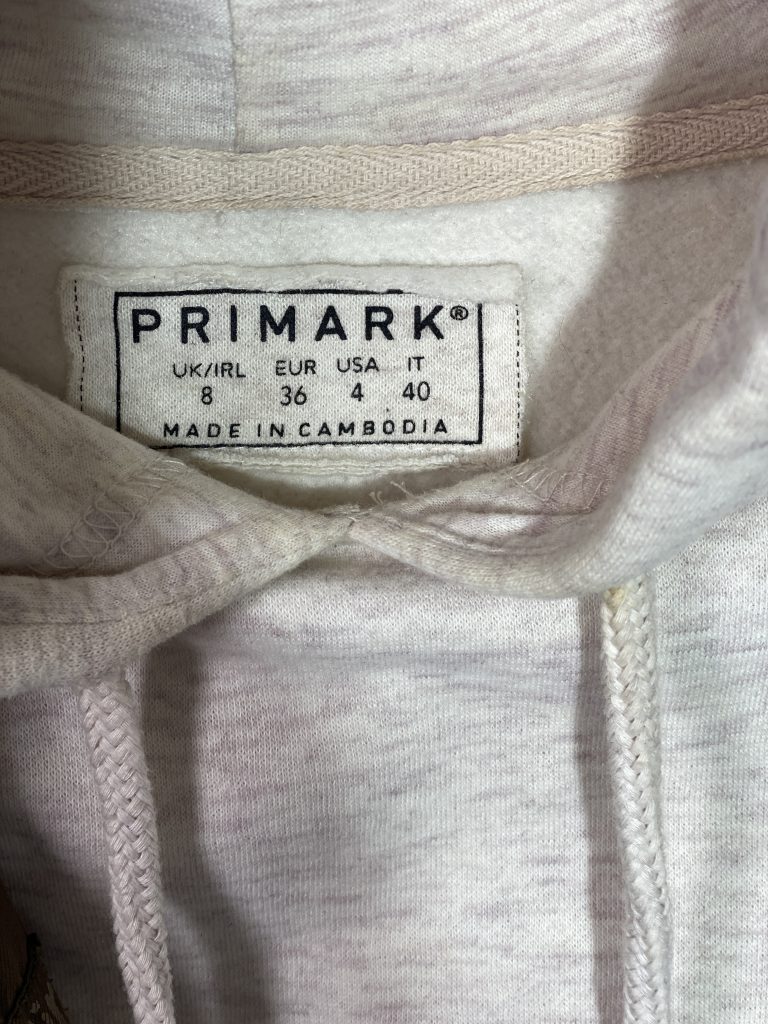 PRIMARK®
UK/IRL EUR USA IT
8 36 4 40
MADE IN CAMBODIA